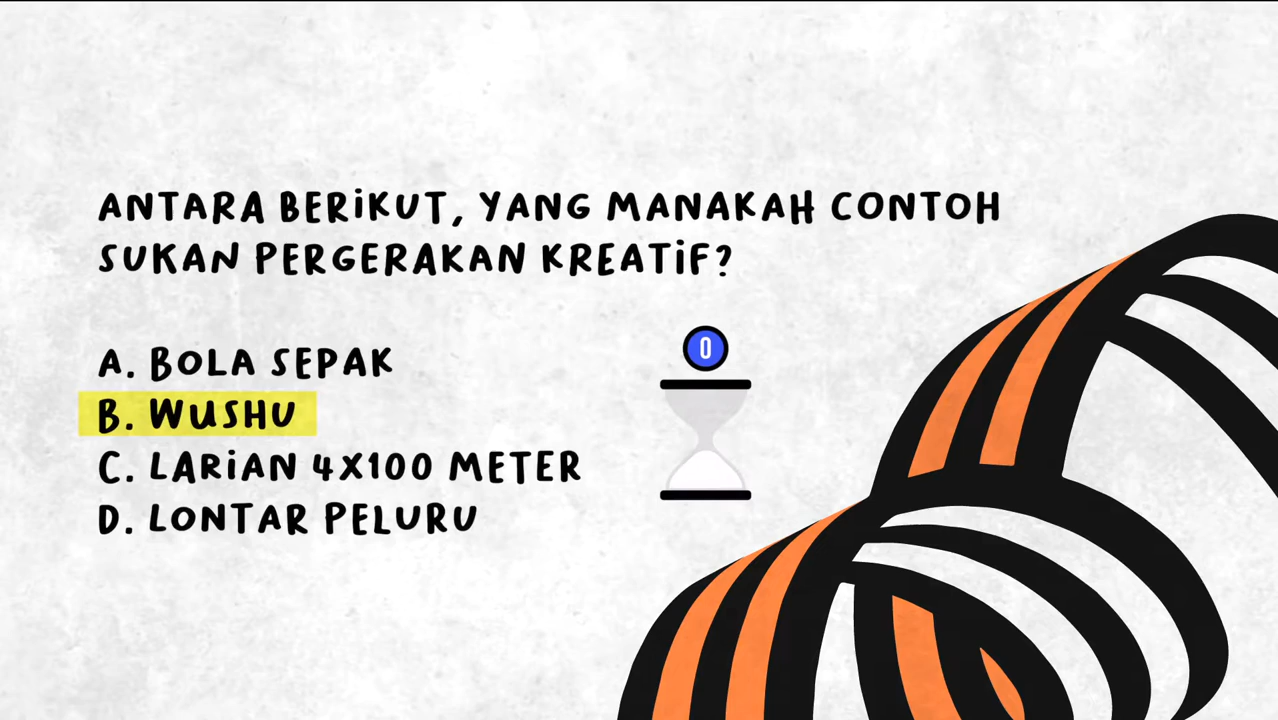 ANTARA BERIKUT, YANG MANAKAH CONTOH
SUKAN PERGERAKAN KREATIF?
A. BOLA SEPAK
B. WUSHU
C. LARIAN 4X100 METER
D. LONTAR PELURU
0